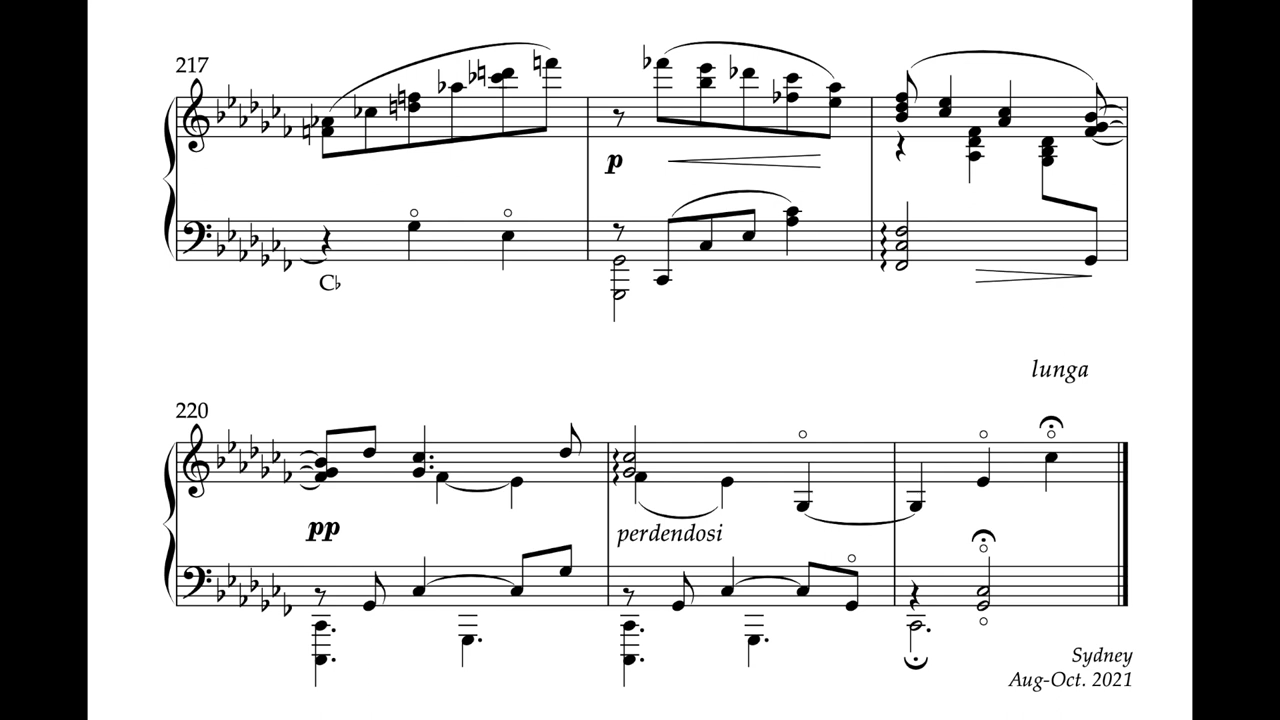 217
p
C♭
lunga
220
pp
perdendosi
Sydney
Aug-Oct. 2021